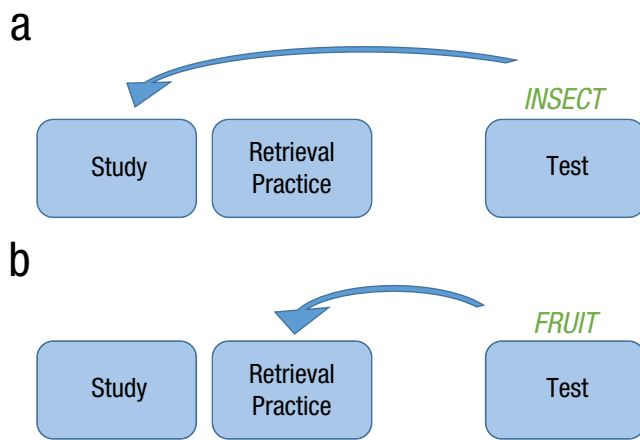 a
INSECT
Study
Retrieval
Practice
Test
b
FRUIT
Study
Retrieval
Practice
Test